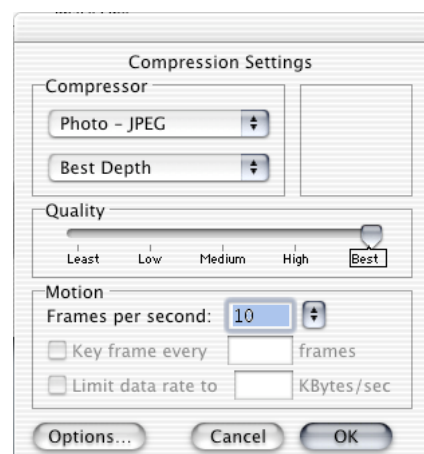 Compression Settings
Compressor
Photo – JPEG
Best Depth
Quality
Least Low Medium High Best
Motion
Frames per second: 10
Key frame every frames
Limit data rate to KBytes/sec
Options... Cancel OK